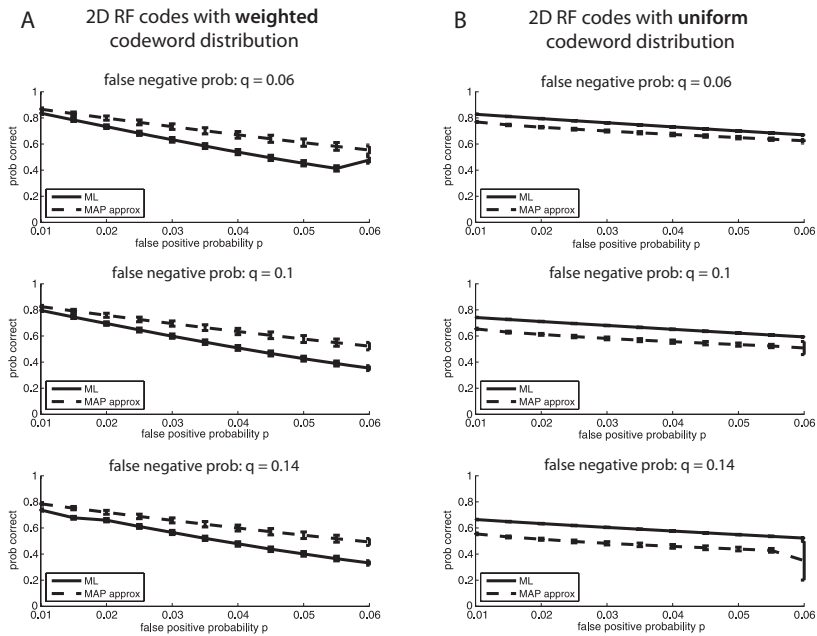 A
2D RF codes with weighted
codeword distribution
false negative prob: q = 0.06
prob correct
1
0.8
0.6
0.4
0.2
0
ML
MAP approx
0.01 0.02 0.03 0.04 0.05 0.06
false positive probability p
false negative prob: q = 0.1
prob correct
1
0.8
0.6
0.4
0.2
0
ML
MAP approx
0.01 0.02 0.03 0.04 0.05 0.06
false positive probability p
false negative prob: q = 0.14
prob correct
1
0.8
0.6
0.4
0.2
0
ML
MAP approx
0.01 0.02 0.03 0.04 0.05 0.06
false positive probability p
B
2D RF codes with uniform
codeword distribution
false negative prob: q = 0.06
prob correct
1
0.8
0.6
0.4
0.2
0
ML
MAP approx
0.01 0.02 0.03 0.04 0.05 0.06
false positive probability p
false negative prob: q = 0.1
prob correct
1
0.8
0.6
0.4
0.2
0
ML
MAP approx
0.01 0.02 0.03 0.04 0.05 0.06
false positive probability p
false negative prob: q = 0.14
prob correct
1
0.8
0.6
0.4
0.2
0
ML
MAP approx
0.01 0.02 0.03 0.04 0.05 0.06
false positive probability p